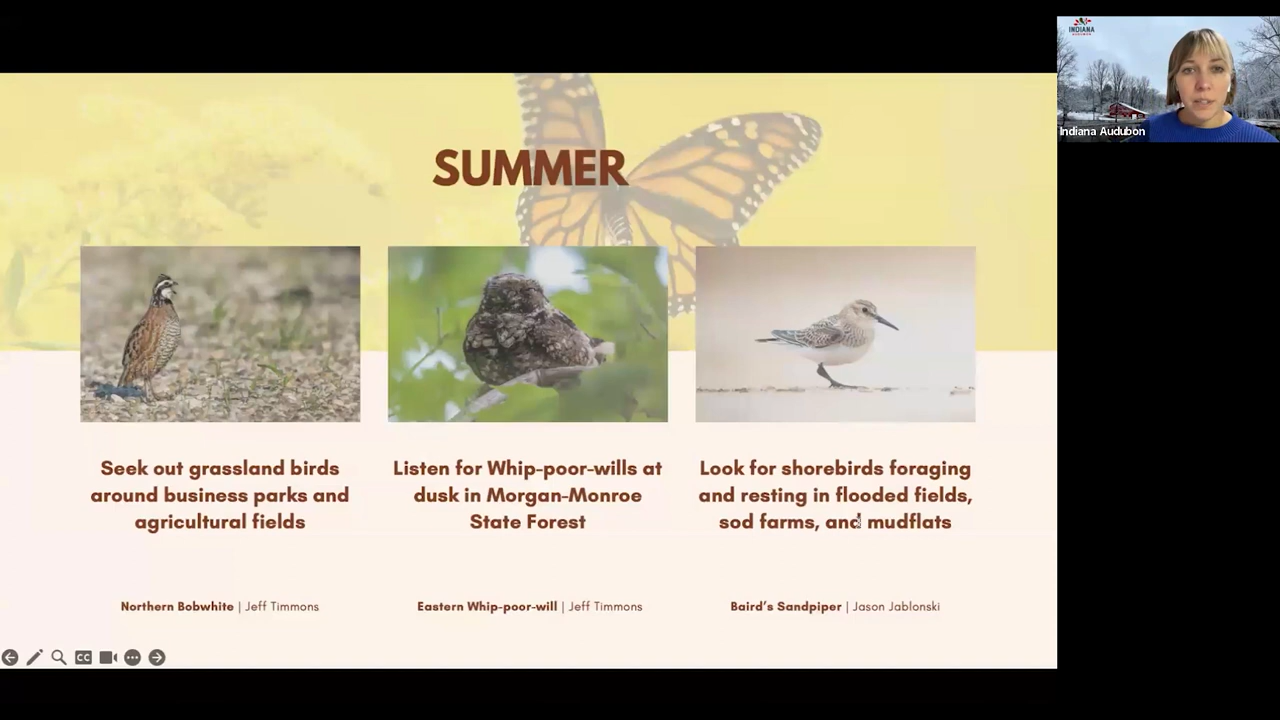 SUMMER
Seek out grassland birds
around business parks and
agricultural fields
Northern Bobwhite | Jeff Timmons
Listen for Whip-poor-wills at
dusk in Morgan-Monroe
State Forest
Eastern Whip-poor-will | Jeff Timmons
Look for shorebirds foraging
and resting in flooded fields,
sod farms, and mudflats
Baird's Sandpiper | Jason Jablonski
CC
INDIANA
Indiana Audubon